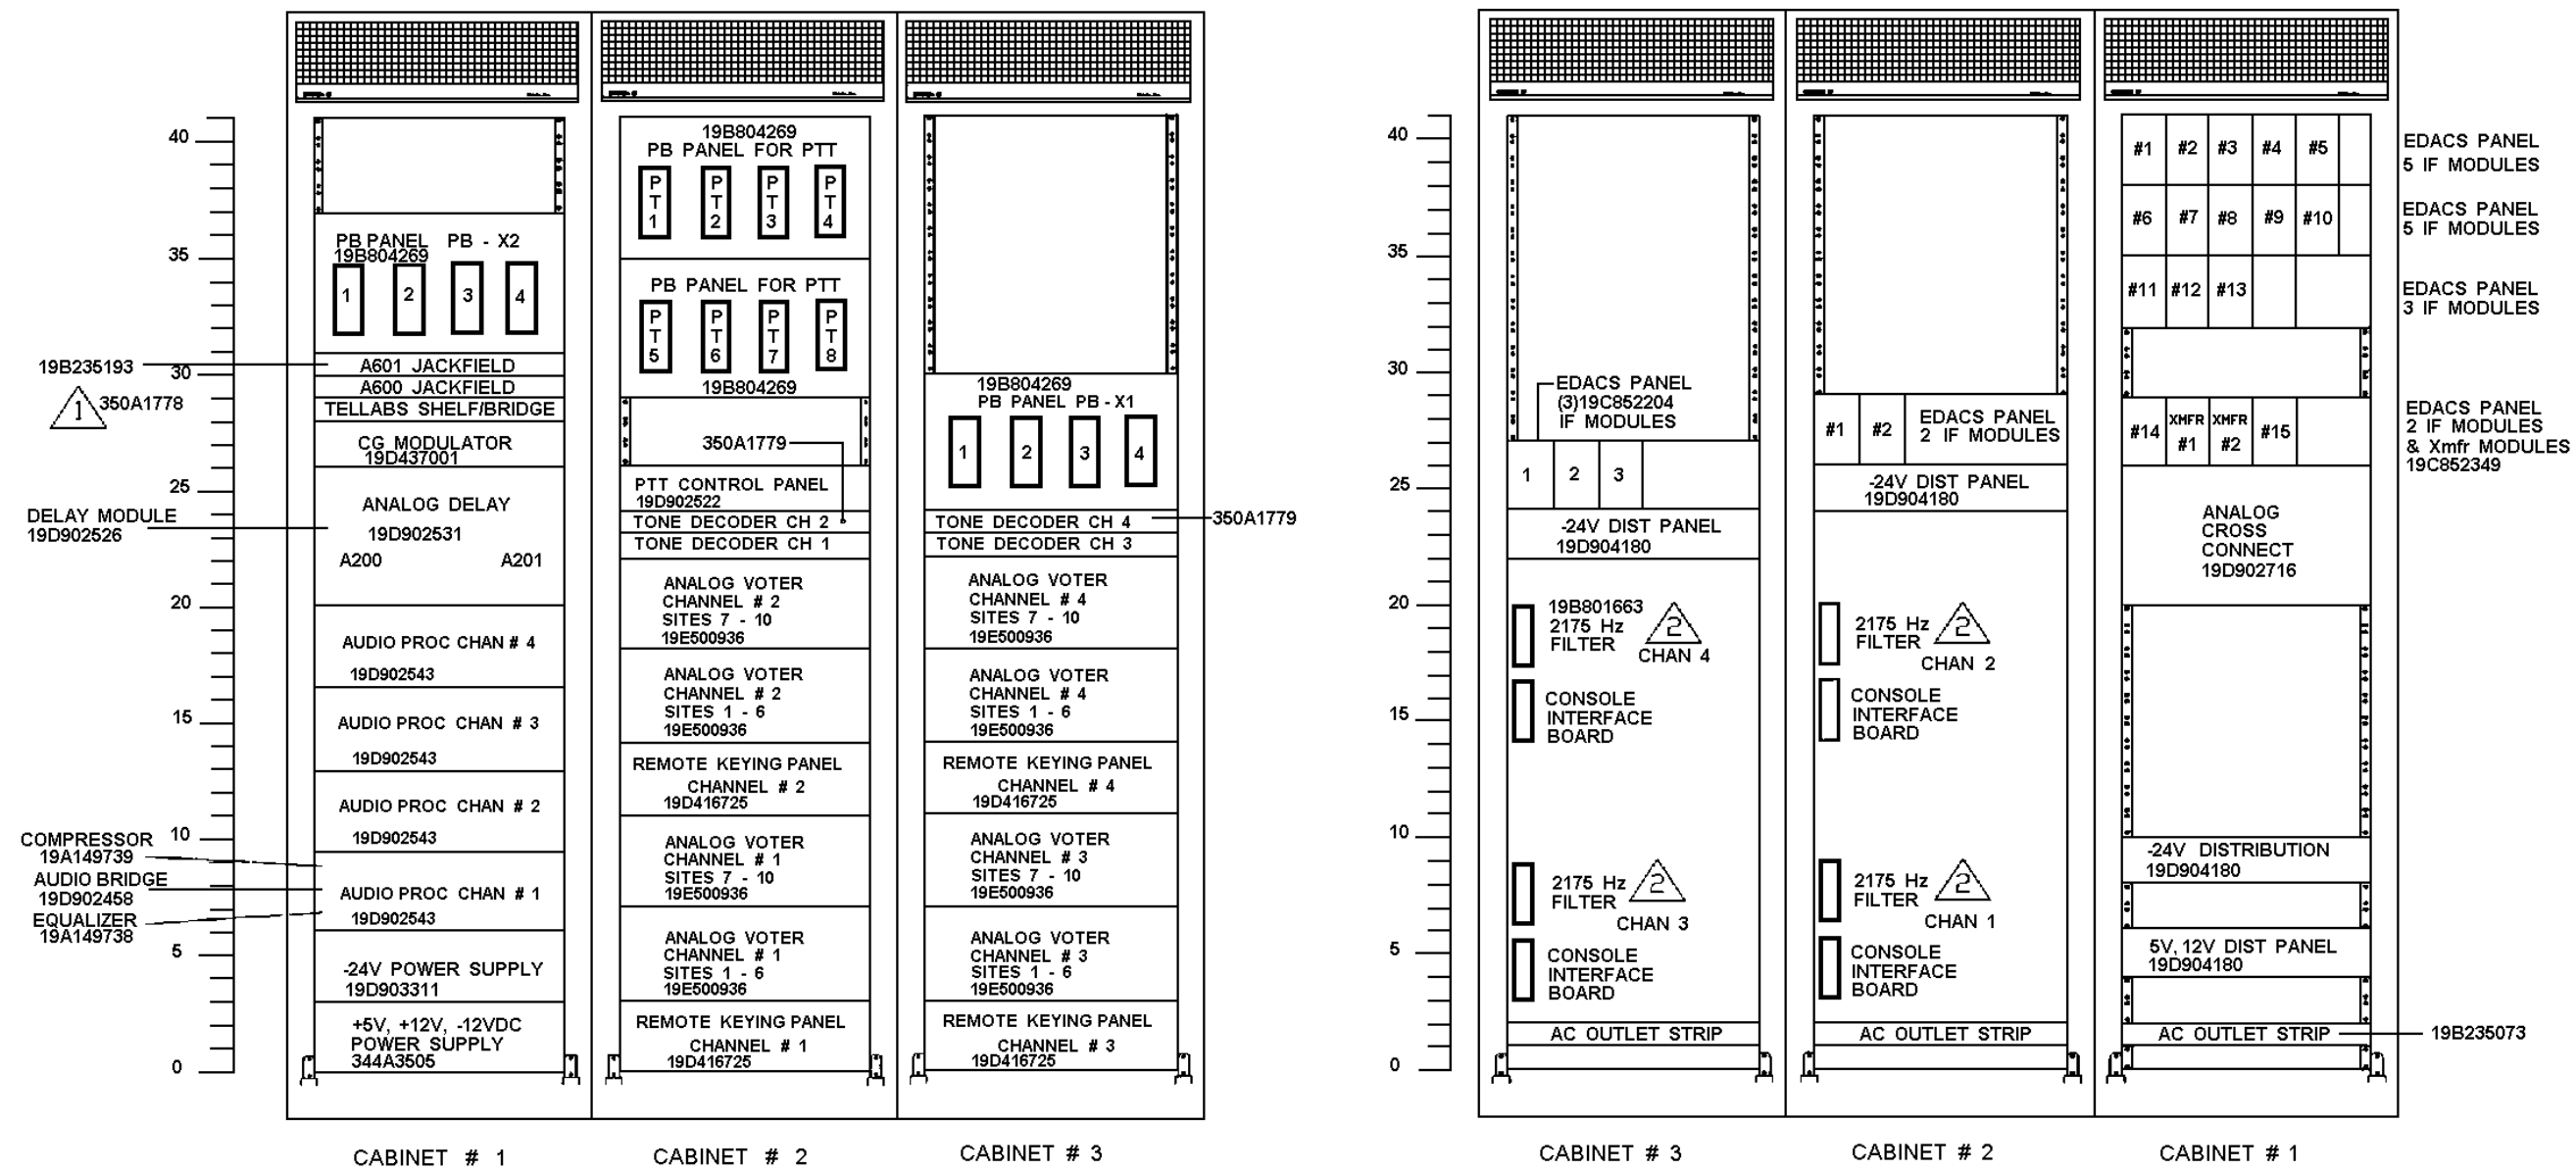 40
35
30
25
20
15
10
5
0
19B235193
1
350A1778
DELAY MODULE
19D902526
COMPRESSOR
19A149739
AUDIO BRIDGE
19D902458
EQUALIZER
19A149738
PB PANEL PB - X2
19B804269
1 2 3 4
A601 JACKFIELD
A600 JACKFIELD
TELLABS SHELF/BRIDGE
CG MODULATOR
19D437001
ANALOG DELAY
19D902531
A200 A201
AUDIO PROC CHAN # 4
19D902543
AUDIO PROC CHAN # 3
19D902543
AUDIO PROC CHAN # 2
19D902543
AUDIO PROC CHAN # 1
19D902543
-24V POWER SUPPLY
19D903311
+5V, +12V, -12VDC
POWER SUPPLY
344A3505
CABINET # 1
19B804269
PB PANEL FOR PTT
PTT1 PTT2 PTT3 PTT4
PB PANEL FOR PTT
PTT5 PTT6 PTT7 PTT8
19B804269
350A1779
PTT CONTROL PANEL
19D902522
TONE DECODER CH 2
TONE DECODER CH 1
ANALOG VOTER
CHANNEL # 2
SITES 7 - 10
19E500936
ANALOG VOTER
CHANNEL # 2
SITES 1 - 6
19E500936
REMOTE KEYING PANEL
CHANNEL # 2
19D416725
ANALOG VOTER
CHANNEL # 1
SITES 7 - 10
19E500936
ANALOG VOTER
CHANNEL # 1
SITES 1 - 6
19E500936
REMOTE KEYING PANEL
CHANNEL # 1
19D416725
CABINET # 2
19B804269
PB PANEL PB - X1
1 2 3 4
TONE DECODER CH 4
350A1779
TONE DECODER CH 3
ANALOG VOTER
CHANNEL # 4
SITES 7 - 10
19E500936
ANALOG VOTER
CHANNEL # 4
SITES 1 - 6
19E500936
REMOTE KEYING PANEL
CHANNEL # 4
19D416725
ANALOG VOTER
CHANNEL # 3
SITES 7 - 10
19E500936
ANALOG VOTER
CHANNEL # 3
SITES 1 - 6
19E500936
REMOTE KEYING PANEL
CHANNEL # 3
19D416725
CABINET # 3
40
35
30
25
20
15
10
5
0
EDACS PANEL
(3)19C852204
IF MODULES
1 2 3
-24V DIST PANEL
19D904180
19B801663
2175 Hz
FILTER
2
CHAN 4
CONSOLE
INTERFACE
BOARD
2175 Hz
FILTER
2
CHAN 3
CONSOLE
INTERFACE
BOARD
AC OUTLET STRIP
CABINET # 3
#1 #2
EDACS PANEL
2 IF MODULES
-24V DIST PANEL
19D904180
2175 Hz
FILTER
2
CHAN 2
CONSOLE
INTERFACE
BOARD
2175 Hz
FILTER
2
CHAN 1
CONSOLE
INTERFACE
BOARD
AC OUTLET STRIP
CABINET # 2
#1 #2 #3 #4 #5
EDACS PANEL
5 IF MODULES
#6 #7 #8 #9 #10
EDACS PANEL
5 IF MODULES
#11 #12 #13
EDACS PANEL
3 IF MODULES
#14 XMFR #1 XMFR #2 #15
EDACS PANEL
2 IF MODULES
& Xmfr MODULES
19C852349
ANALOG
CROSS
CONNECT
19D902716
-24V DISTRIBUTION
19D904180
5V, 12V DIST PANEL
19D904180
AC OUTLET STRIP
19B235073
CABINET # 1